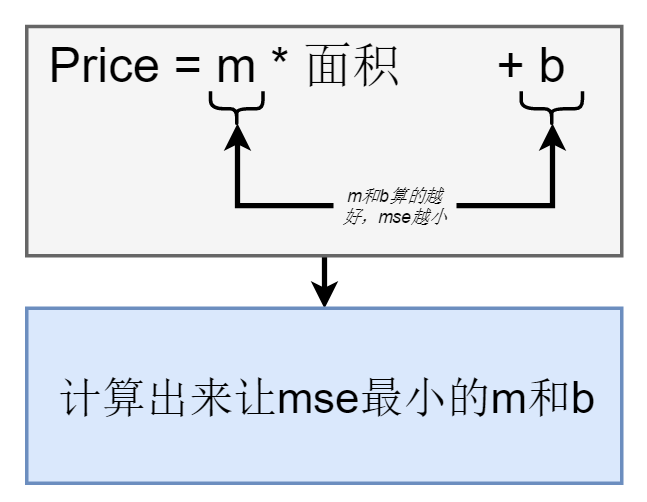 Price = m * 面积 + b
m和b算的越
好，mse越小
计算出来让mse最小的m和b